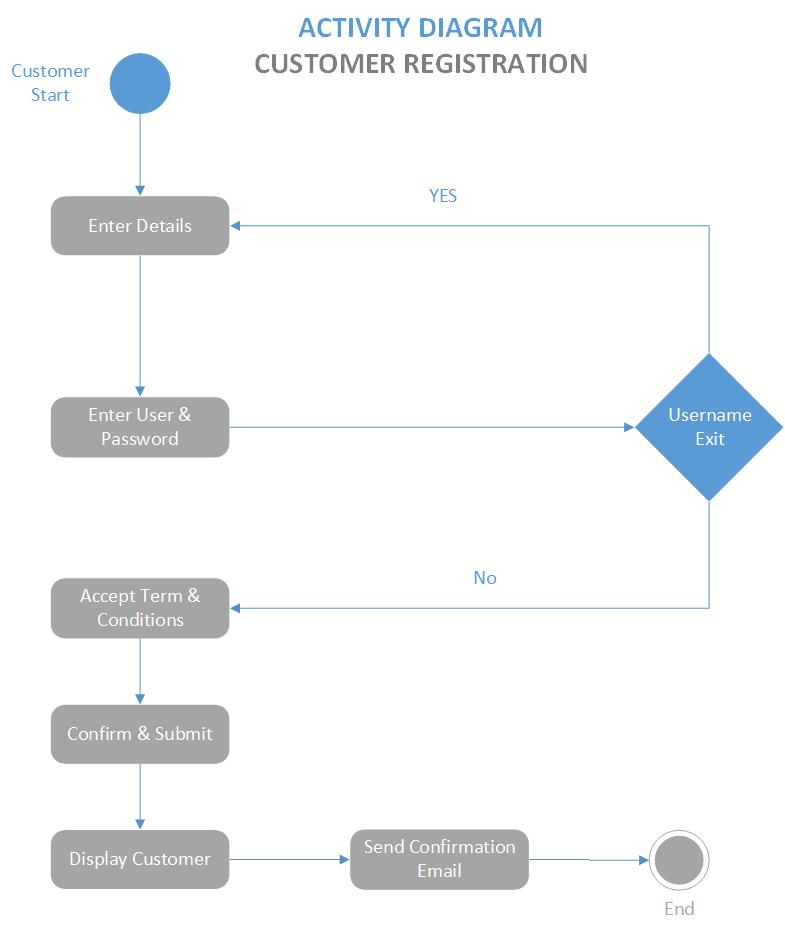 ACTIVITY DIAGRAM
CUSTOMER REGISTRATION
Customer
Start
YES
Enter Details
Enter User &
Password
Username
Exit
No
Accept Term &
Conditions
Confirm & Submit
Display Customer
Send Confirmation
Email
End